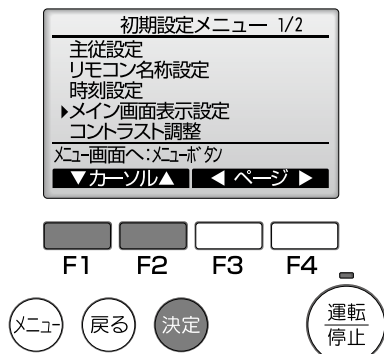 初期設定メニュー 1/2
主従設定
リモコン名称設定
時刻設定
▶メイン画面表示設定
コントラスト調整
メニュー画面へ:メニューボタン
▼カーソル▲ ◀ ページ ▶
F1 F2 F3 F4
メニュー 戻る 決定 運転
停止